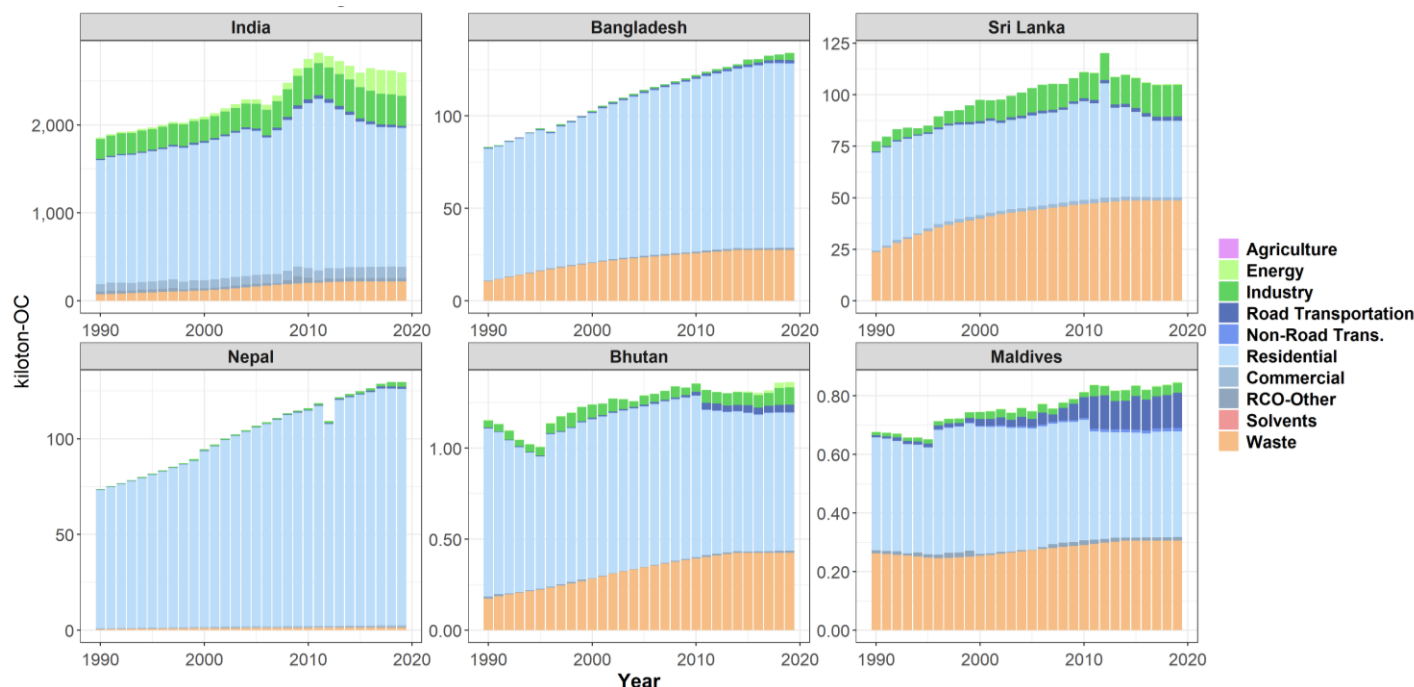 India
Bangladesh
Sri Lanka
2,000
1,000
0
100
50
0
125
100
75
50
25
0
1990 2000 2010 2020
1990 2000 2010 2020
1990 2000 2010 2020
Nepal
Bhutan
Maldives
100
50
0
1.00
0.50
0.00
0.80
0.60
0.40
0.20
0.00
1990 2000 2010 2020
1990 2000 2010 2020
1990 2000 2010 2020
kiloton-OC
Year
Agriculture
Energy
Industry
Road Transportation
Non-Road Trans.
Residential
Commercial
RCO-Other
Solvents
Waste